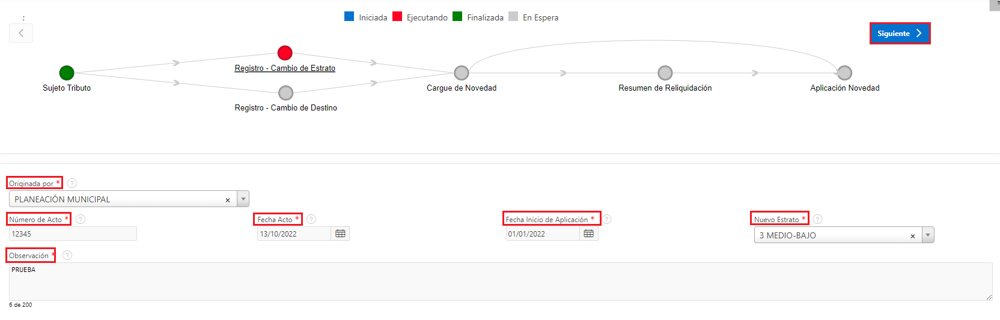 ;
Iniciada Ejecutando Finalizada En Espera
Siguiente
Registro - Cambio de Estrato
Sujeto Tributo
Cargue de Novedad
Resumen de Reliquidación
Aplicación Novedad
Registro - Cambio de Destino
Originada por * ?
PLANEACIÓN MUNICIPAL ×
Número de Acto * ? Fecha Acto * ? Fecha Inicio de Aplicación * ? Nuevo Estrato * ?
12345 13/10/2022 01/01/2022 3 MEDIO-BAJO ×
Observación * ?
PRUEBA
6 de 200